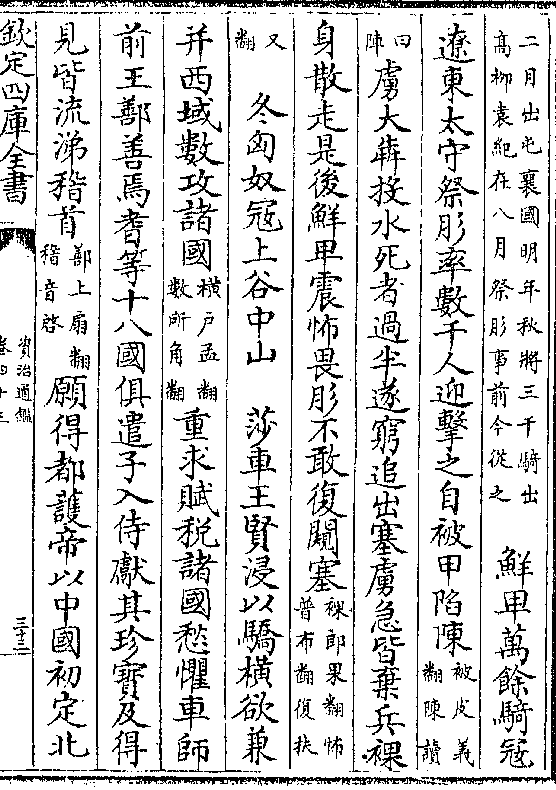 二月出屯襄國明年秋將三千騎出
高柳袁紀在八月祭肜事前今從之　鮮卑萬餘騎冦
遼東太守祭肜率數千人迎擊之自被甲陷陳被皮義翻陳讀
曰陣虜大犇投水死者過半遂窮追出塞虜急皆棄兵裸
身散走是後鮮卑震怖畏肜不敢復闚塞裸郎果翻怖普布翻復扶
又翻　冬匈奴冦上谷中山　莎車王賢浸以驕橫欲兼
并西域數攻諸國橫戸孟翻數所角翻重求賦税諸國愁懼車師
前王鄯善焉耆等十八國俱遣子入侍獻其珍寶及得
見皆流涕稽首鄯上扇翻稽音啓願得都護帝以中國初定北
欽定四庫全書
資治通鑑
卷四十三
三十三